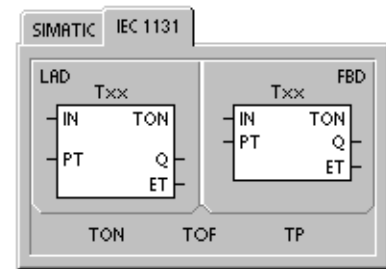 SIMATIC IEC 1131
LAD FBD
Txx Txx
IN TON IN TON
PT Q PT Q
ET ET
TON TOF TP